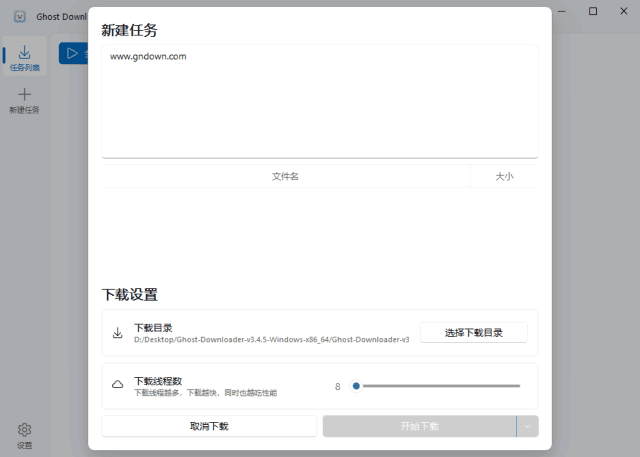 Ghost Downl
新建任务
www.gndown.com
任务列表
新建任务
文件名
大小
下载设置
下载目录
D:/Desktop/Ghost-Downloader-v3.4.5-Windows-x86_64/Ghost-Downloader-v3
选择下载目录
下载线程数
下载线程越多，下载越快，同时也越吃性能
8
取消下载
开始下载
设置